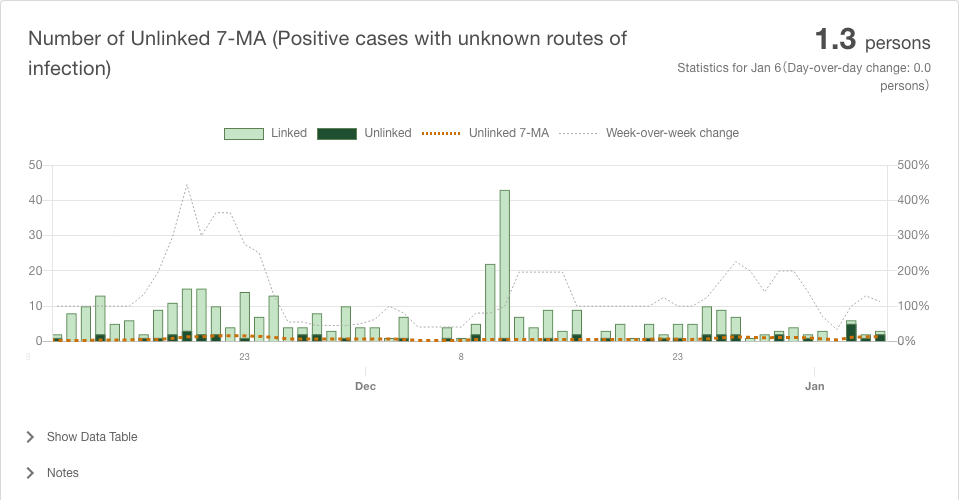 Number of Unlinked 7-MA (Positive cases with unknown routes of
infection)
1.3 persons
Statistics for Jan 6(Day-over-day change: 0.0
persons)
Linked
Unlinked
Unlinked 7-MA
Week-over-week change
50
40
30
20
10
0
500%
400%
300%
200%
100%
0%
23
8
23
Dec
Jan
Show Data Table
Notes